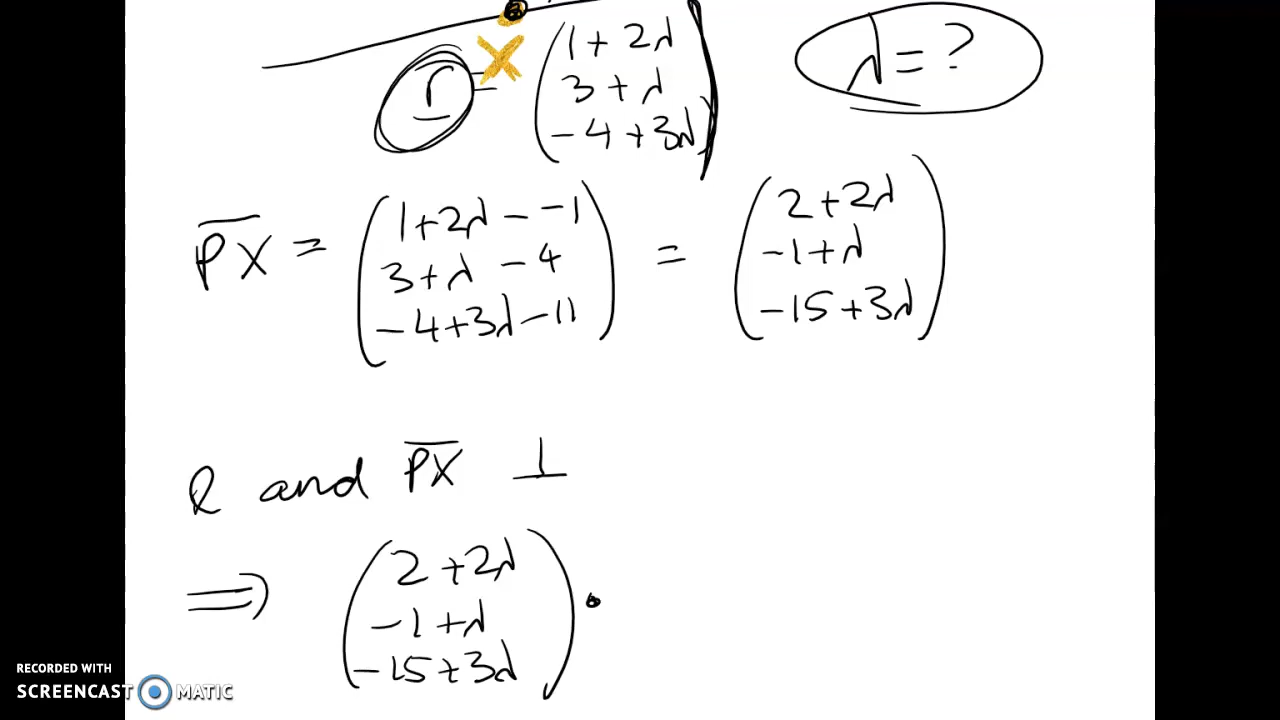 r = X (1 + 2λ
3 + λ
-4 + 3λ)
λ = ?
PX = (1+2λ - -1
3+λ - 4
-4+3λ-11) = (2+2λ
-1+λ
-15+3λ)
l and PX ⊥
⇒ (2+2λ
-1+λ
-15+3λ) ·
RECORDED WITH
SCREENCAST MATIC